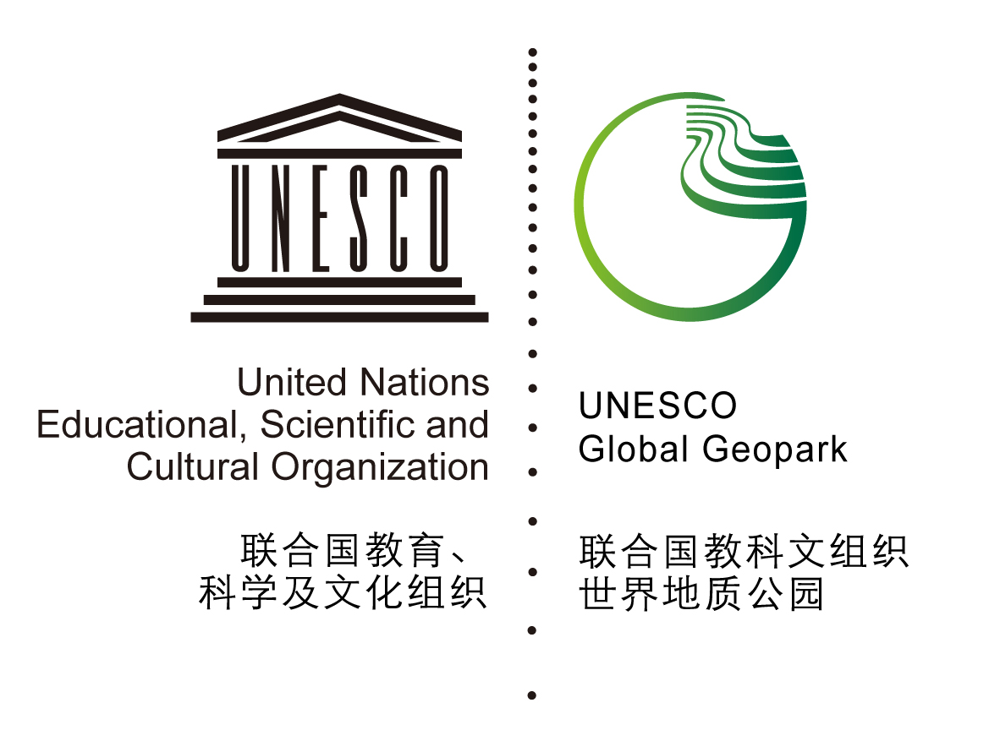 UNESCO
United Nations
Educational, Scientific and
Cultural Organization
联合国教育、
科学及文化组织
UNESCO
Global Geopark
联合国教科文组织
世界地质公园